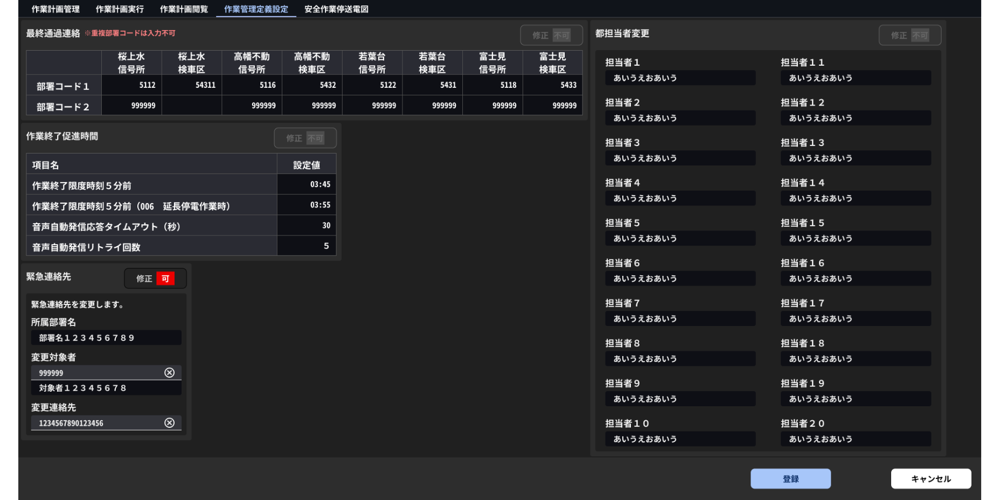 作業計画管理 作業計画実行 作業計画閲覧 作業管理定義設定 安全作業停送電図
最終通過連絡 ※重複部署コードは入力不可 修正 不可
桜上水 桜上水 高幡不動 高幡不動 若葉台 若葉台 富士見 富士見
信号所 検車区 信号所 検車区 信号所 検車区 信号所 検車区
部署コード1 5112 54311 5116 5432 5122 5431 5118 5433
部署コード2 999999 999999 999999 999999 999999 999999 999999
作業終了促進時間 修正 不可
項目名 設定値
作業終了限度時刻5分前 03:45
作業終了限度時刻5分前（006 延長停電作業時） 03:55
音声自動発信応答タイムアウト（秒） 30
音声自動発信リトライ回数 5
緊急連絡先 修正 可
緊急連絡先を変更します。
所属部署名
部署名123456789
変更対象者
999999
対象者12345678
変更連絡先
1234567890123456
都担当者変更 修正 不可
担当者1
あいうえおあいう
担当者2
あいうえおあいう
担当者3
あいうえおあいう
担当者4
あいうえおあいう
担当者5
あいうえおあいう
担当者6
あいうえおあいう
担当者7
あいうえおあいう
担当者8
あいうえおあいう
担当者9
あいうえおあいう
担当者10
あいうえおあいう
担当者11
あいうえおあいう
担当者12
あいうえおあいう
担当者13
あいうえおあいう
担当者14
あいうえおあいう
担当者15
あいうえおあいう
担当者16
あいうえおあいう
担当者17
あいうえおあいう
担当者18
あいうえおあいう
担当者19
あいうえおあいう
担当者20
あいうえおあいう
登録 キャンセル